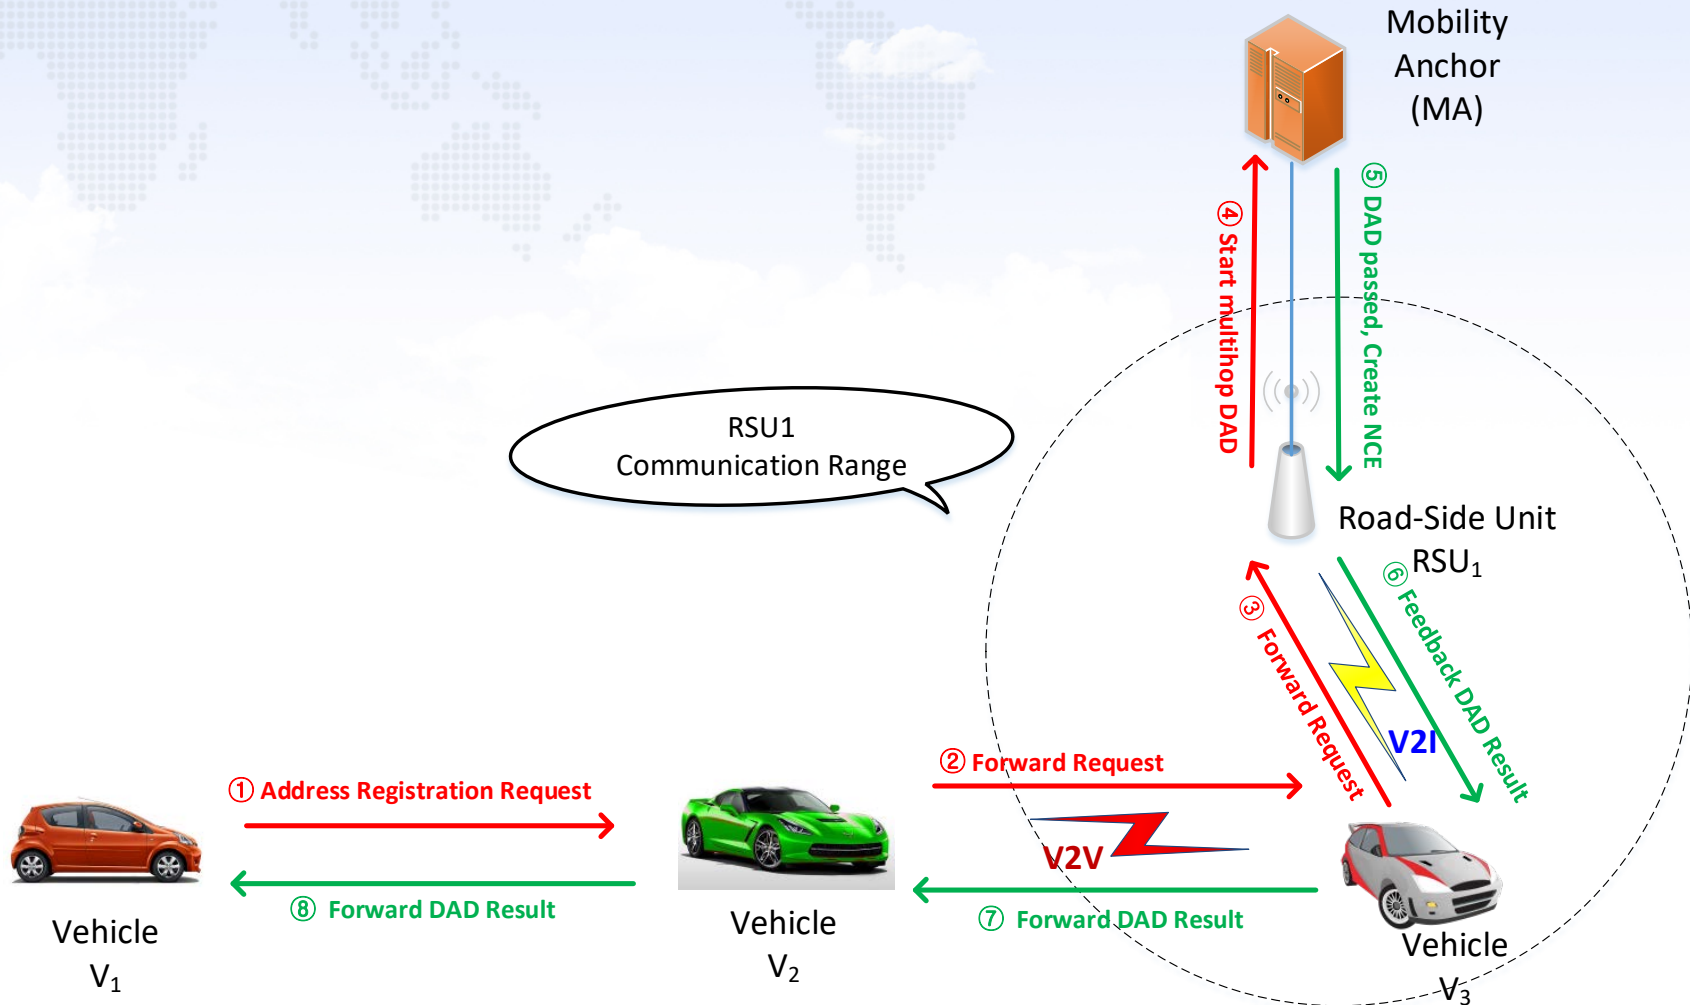 Mobility
Anchor
(MA)
④ Start multihop DAD
⑤ DAD passed, Create NCE
RSU1
Communication Range
Road-Side Unit
RSU₁
③ Forward Request
⑥ Feedback DAD Result
V2I
② Forward Request
① Address Registration Request
V2V
⑧ Forward DAD Result
⑦ Forward DAD Result
Vehicle
V₁
Vehicle
V₂
Vehicle
V₃